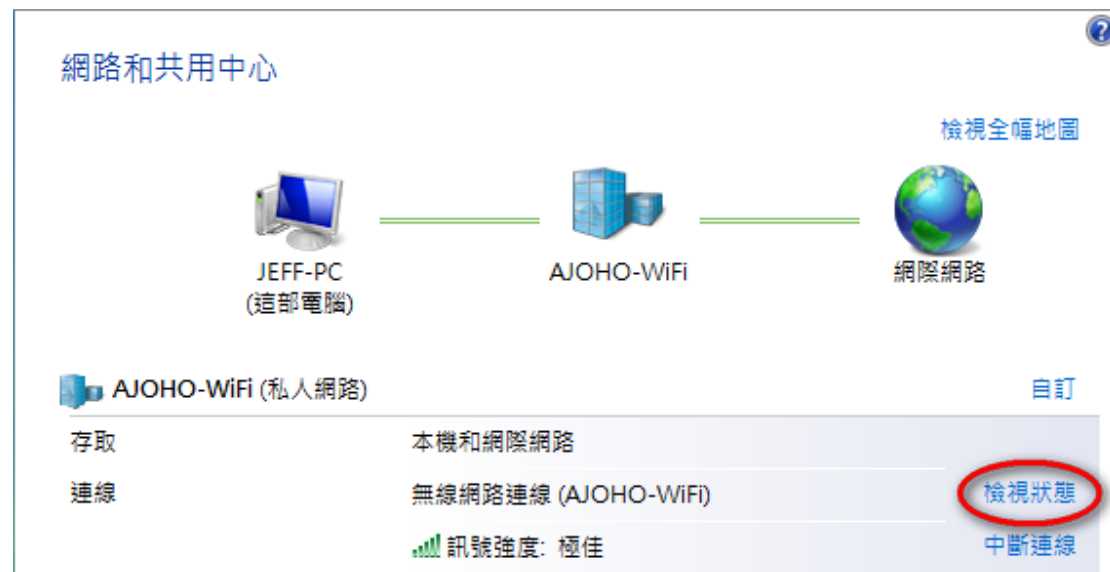 ?
網路和共用中心
檢視全幅地圖
JEFF-PC
(這部電腦)
AJOHO-WiFi
網際網路
AJOHO-WiFi (私人網路)
自訂
存取
本機和網際網路
連線
無線網路連線 (AJOHO-WiFi)
檢視狀態
訊號強度: 極佳
中斷連線